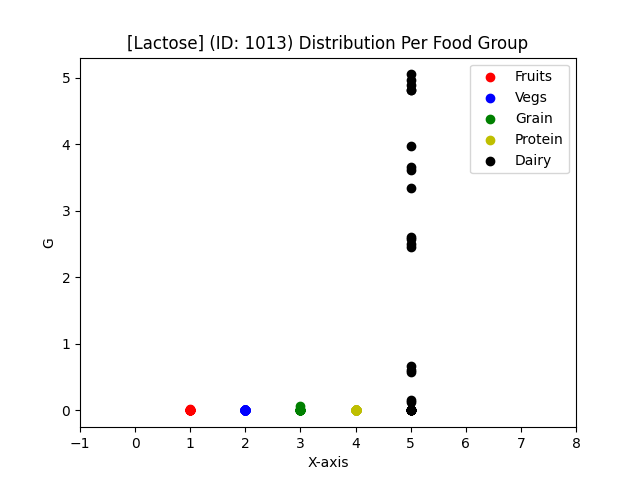 [Lactose] (ID: 1013) Distribution Per Food Group
Fruits
Vegs
Grain
Protein
Dairy
5
4
3
2
1
0
G
−1 0 1 2 3 4 5 6 7 8
X-axis